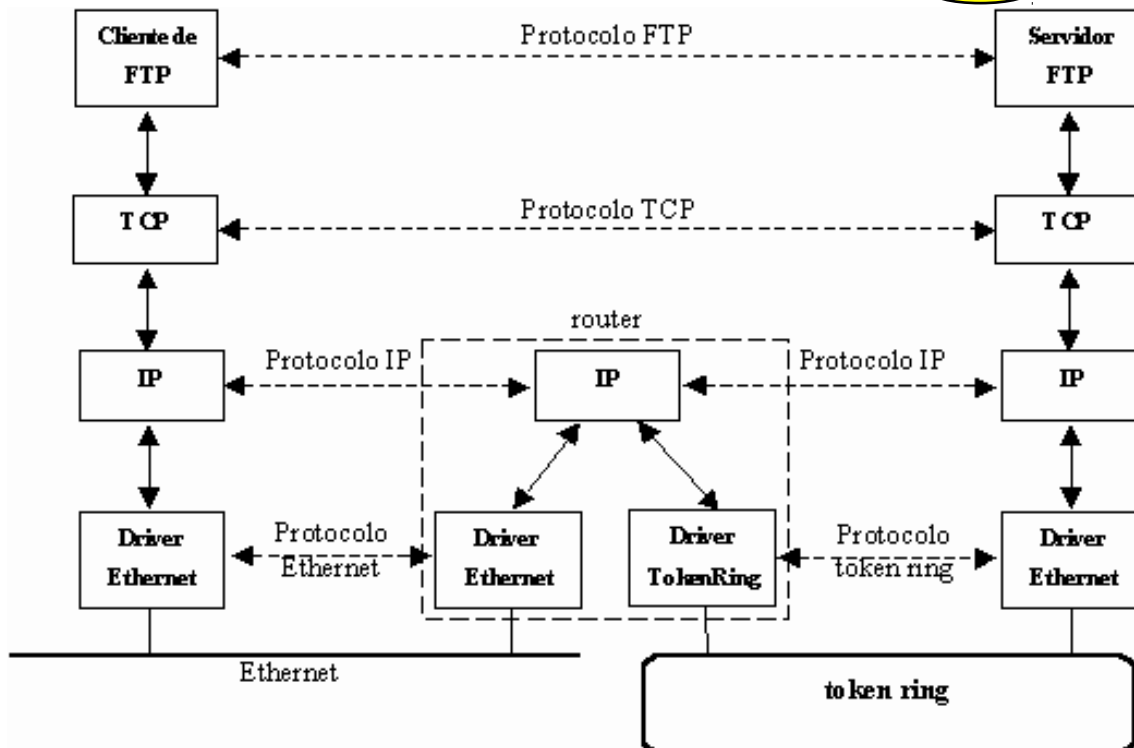 Cliente de
FTP
Protocolo FTP
Servidor
FTP
TCP
Protocolo TCP
TCP
router
IP
Protocolo IP
IP
Protocolo IP
IP
Driver
Ethernet
Protocolo
Ethernet
Driver
Ethernet
Driver
TokenRing
Protocolo
token ring
Driver
Ethernet
Ethernet
token ring